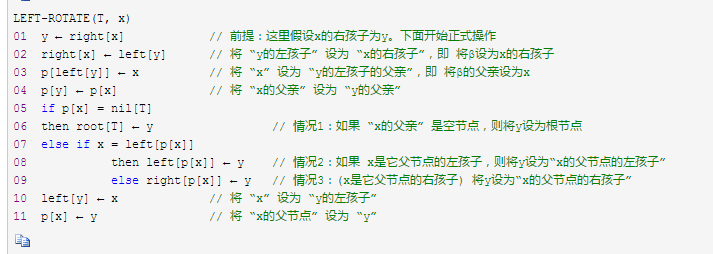 LEFT-ROTATE(T, x)
01 y ← right[x] // 前提：这里假设x的右孩子为y。下面开始正式操作
02 right[x] ← left[y] // 将 “y的左孩子” 设为 “x的右孩子”，即 将β设为x的右孩子
03 p[left[y]] ← x // 将 “x” 设为 “y的左孩子的父亲”，即 将β的父亲设为x
04 p[y] ← p[x] // 将 “x的父亲” 设为 “y的父亲”
05 if p[x] = nil[T]
06 then root[T] ← y // 情况1：如果 “x的父亲” 是空节点，则将y设为根节点
07 else if x = left[p[x]]
08 then left[p[x]] ← y // 情况2：如果 x是它父节点的左孩子，则将y设为“x的父节点的左孩子”
09 else right[p[x]] ← y // 情况3：(x是它父节点的右孩子) 将y设为“x的父节点的右孩子”
10 left[y] ← x // 将 “x” 设为 “y的左孩子”
11 p[x] ← y // 将 “x的父节点” 设为 “y”